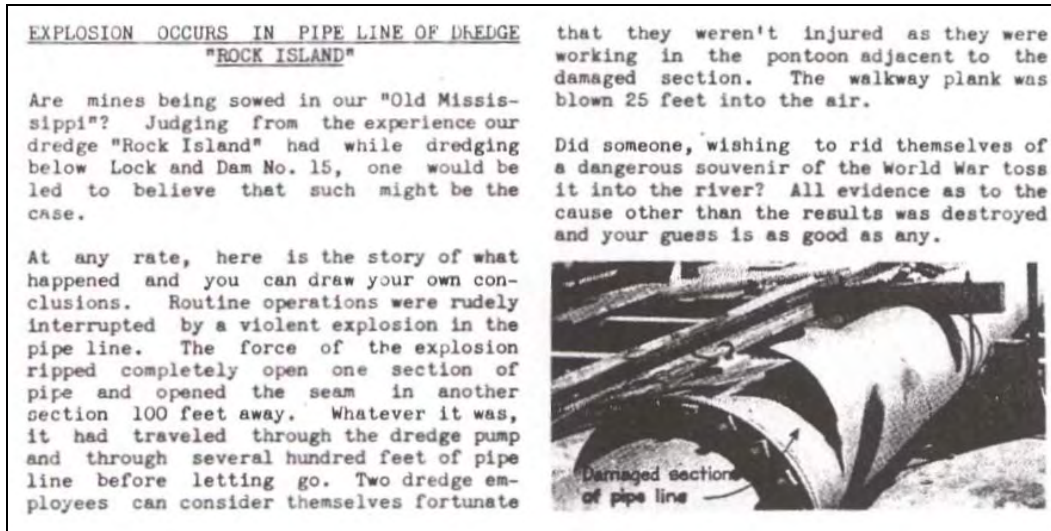 EXPLOSION OCCURS IN PIPE LINE OF DREDGE
"ROCK ISLAND"
Are mines being sowed in our "Old Missis-
sippi"? Judging from the experience our
dredge "Rock Island" had while dredging
below Lock and Dam No. 15, one would be
led to believe that such might be the
case.
At any rate, here is the story of what
happened and you can draw your own con-
clusions. Routine operations were rudely
interrupted by a violent explosion in the
pipe line. The force of the explosion
ripped completely open one section of
pipe and opened the seam in another
section 100 feet away. Whatever it was,
it had traveled through the dredge pump
and through several hundred feet of pipe
line before letting go. Two dredge em-
ployees can consider themselves fortunate
that they weren't injured as they were
working in the pontoon adjacent to the
damaged section. The walkway plank was
blown 25 feet into the air.
Did someone, wishing to rid themselves of
a dangerous souvenir of the World War toss
it into the river? All evidence as to the
cause other than the results was destroyed
and your guess is as good as any.
Damaged section
of pipe line